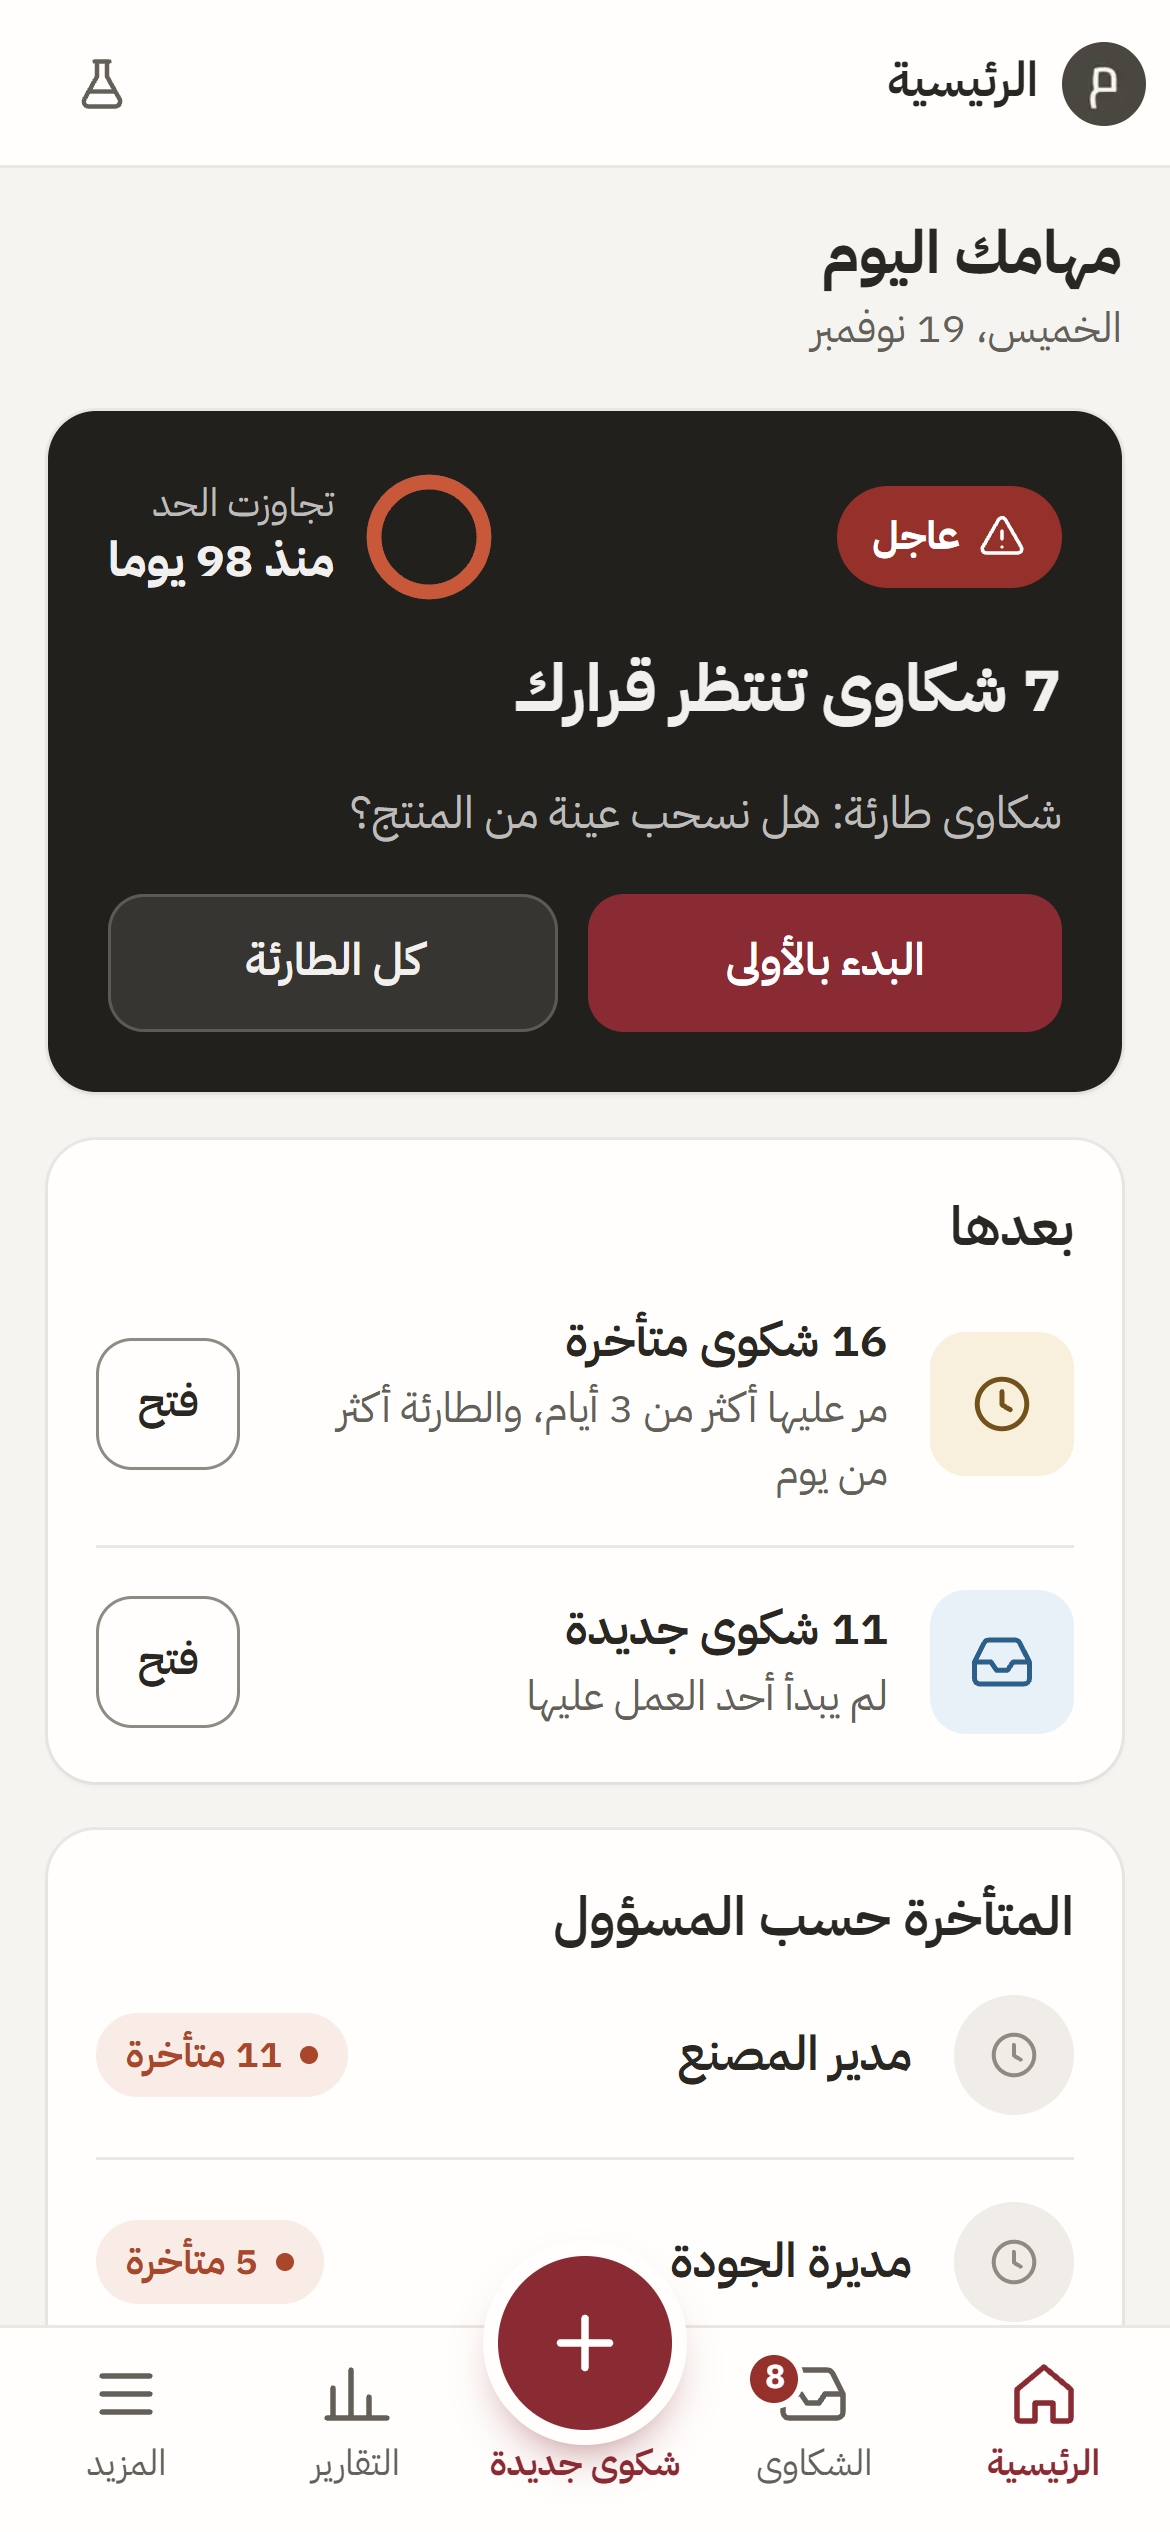 م
الرئيسية
مهامك اليوم
الخميس، 19 نوفمبر
عاجل
تجاوزت الحد
منذ 98 يوما
7 شكاوى تنتظر قرارك
شكاوى طارئة: هل نسحب عينة من المنتج؟
البدء بالأولى
كل الطارئة
بعدها
16 شكوى متأخرة
مر عليها أكثر من 3 أيام، والطارئة أكثر
من يوم
فتح
11 شكوى جديدة
لم يبدأ أحد العمل عليها
فتح
المتأخرة حسب المسؤول
مدير المصنع
11 متأخرة
مديرة الجودة
5 متأخرة
الرئيسية
8
الشكاوى
شكوى جديدة
التقارير
المزيد